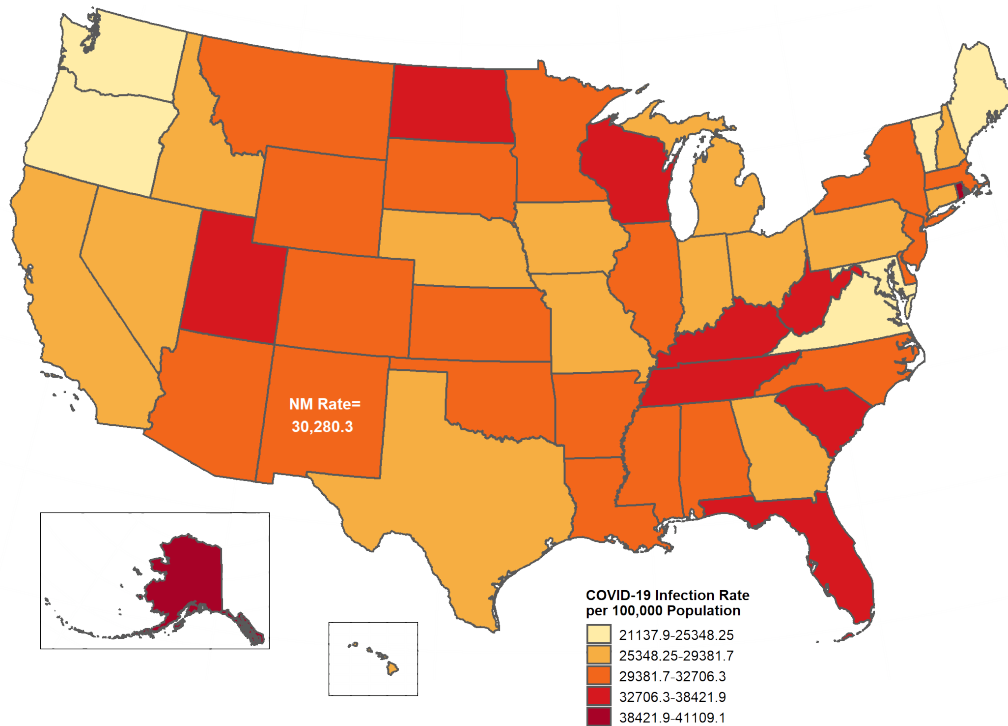 NM Rate=
30,280.3
COVID-19 Infection Rate
per 100,000 Population
21137.9-25348.25
25348.25-29381.7
29381.7-32706.3
32706.3-38421.9
38421.9-41109.1